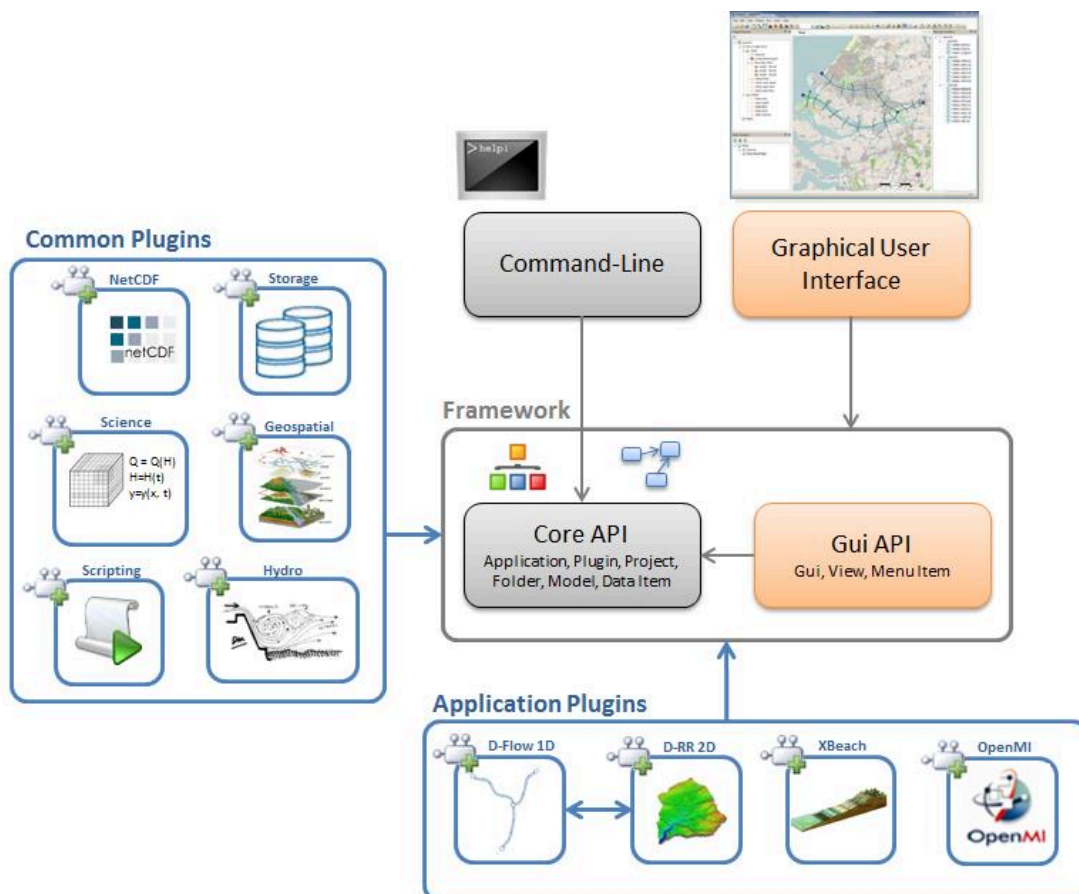 >help!
Command-Line
Graphical User
Interface
Common Plugins
NetCDF
Storage
netCDF
Science
Geospatial
Q = Q(H)
H=H(t)
y=y(x, t)
Scripting
Hydro
Framework
Core API
Application, Plugin, Project,
Folder, Model, Data Item
Gui API
Gui, View, Menu Item
Application Plugins
D-Flow 1D
D-RR 2D
XBeach
OpenMI
OpenMI